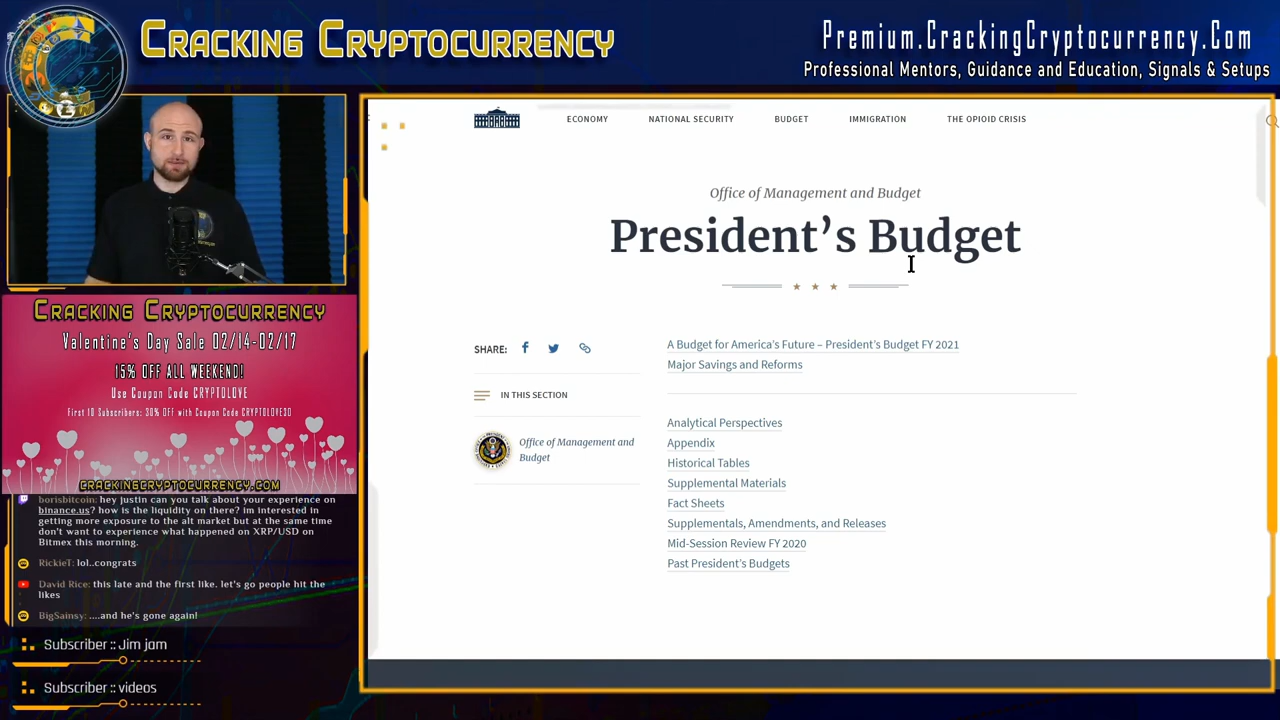 CRACKING CRYPTOCURRENCY
Premium.CrackingCryptocurrency.Com
Professional Mentors, Guidance and Education, Signals & Setups
ECONOMY
NATIONAL SECURITY
BUDGET
IMMIGRATION
THE OPIOID CRISIS
Office of Management and Budget
President’s Budget
SHARE:
IN THIS SECTION
Office of Management and
Budget
A Budget for America’s Future – President’s Budget FY 2021
Major Savings and Reforms
Analytical Perspectives
Appendix
Historical Tables
Supplemental Materials
Fact Sheets
Supplementals, Amendments, and Releases
Mid-Session Review FY 2020
Past President’s Budgets
CRACKING CRYPTOCURRENCY
Valentine's Day Sale 02/14-02/17
15% OFF ALL WEEKEND!
Use Coupon Code CRYPTOLOVE
First 10 Subscribers: 30% OFF with Coupon Code CRYPTOLOVE30
CRACKINGCRYPTOCURRENCY.COM
borisbitcoin: hey justin can you talk about your experience on
binance.us? how is the liquidity on there? im interested in
getting more exposure to the alt market but at the same time
don't want to experience what happened on XRP/USD on
Bitmex this morning.
RickieT: lol..congrats
David Rice: this late and the first like. let's go people hit the
likes
BigSainsy: ....and he's gone again!
Subscriber :: Jim jam
Subscriber :: videos